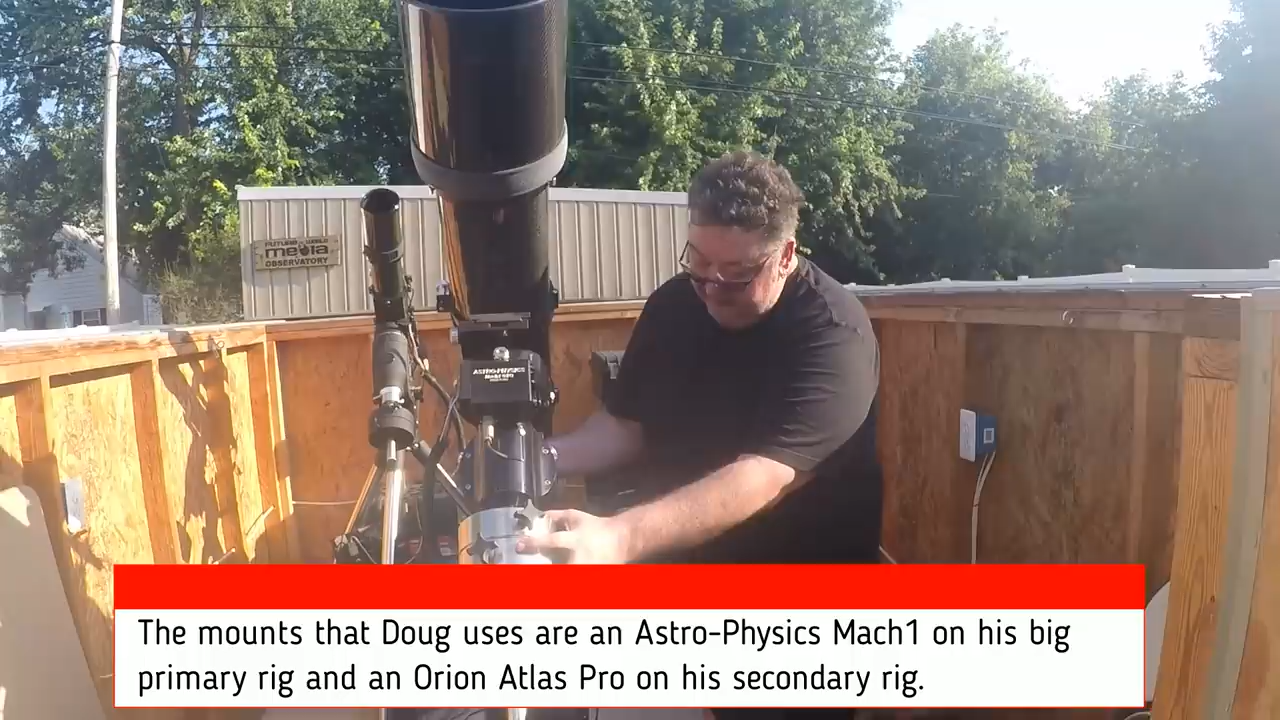 FUTURE WORLD
media
OBSERVATORY
ASTRO-PHYSICS
The mounts that Doug uses are an Astro-Physics Mach1 on his big
primary rig and an Orion Atlas Pro on his secondary rig.